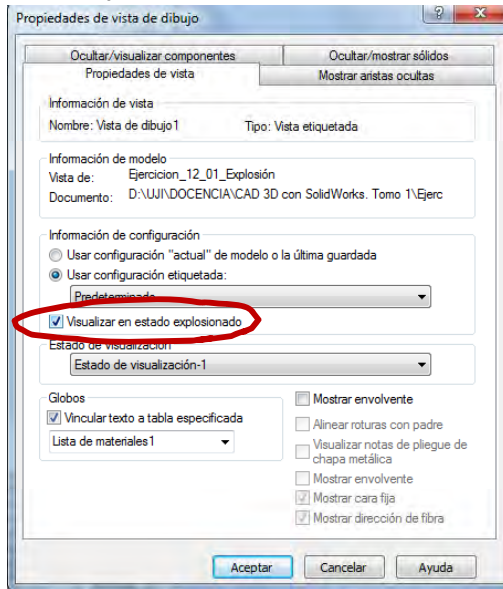 Propiedades de vista de dibujo
Ocultar/visualizar componentes
Ocultar/mostrar sólidos
Propiedades de vista
Mostrar aristas ocultas
Información de vista
Nombre: Vista de dibujo1 Tipo: Vista etiquetada
Información de modelo
Vista de: Ejercicion_12_01_Explosión
Documento: D:\UJI\DOCENCIA\CAD 3D con SolidWorks. Tomo 1\Ejerc
Información de configuración
Usar configuración "actual" de modelo o la última guardada
Usar configuración etiquetada:
Predeterminado
Visualizar en estado explosionado
Estado de visualización
Estado de visualización-1
Globos
Vincular texto a tabla especificada
Lista de materiales1
Mostrar envolvente
Alinear roturas con padre
Visualizar notas de pliegue de
chapa metálica
Mostrar envolvente
Mostrar cara fija
Mostrar dirección de fibra
Aceptar Cancelar Ayuda